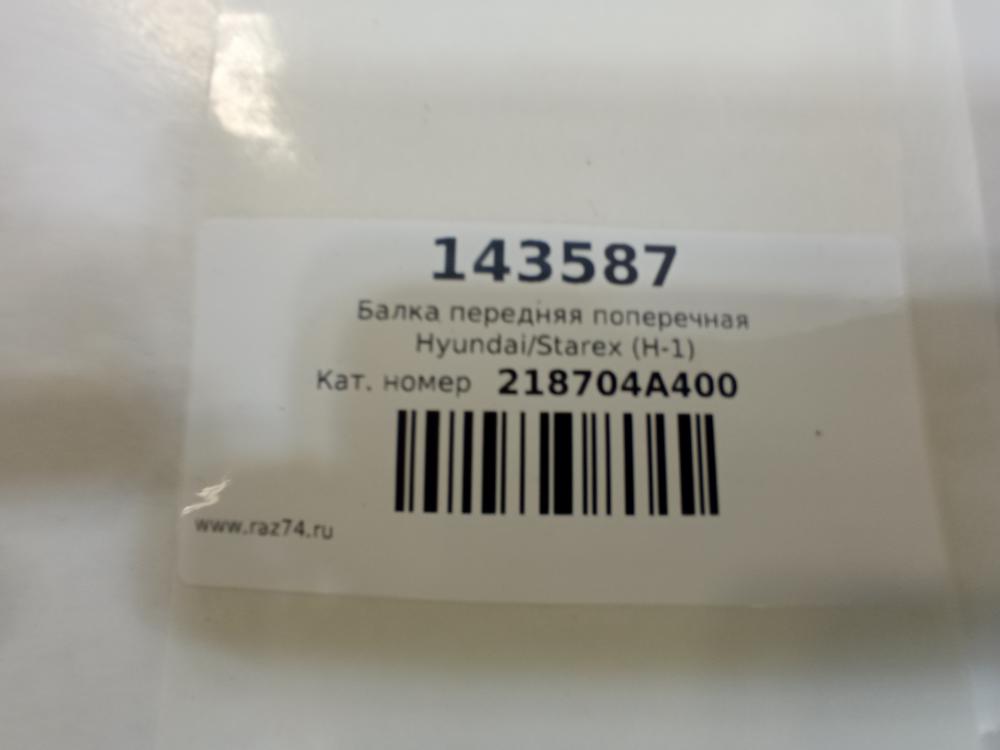 143587
Балка передняя поперечная
Hyundai/Starex (H-1)
Кат. номер 218704A400
www.raz74.ru